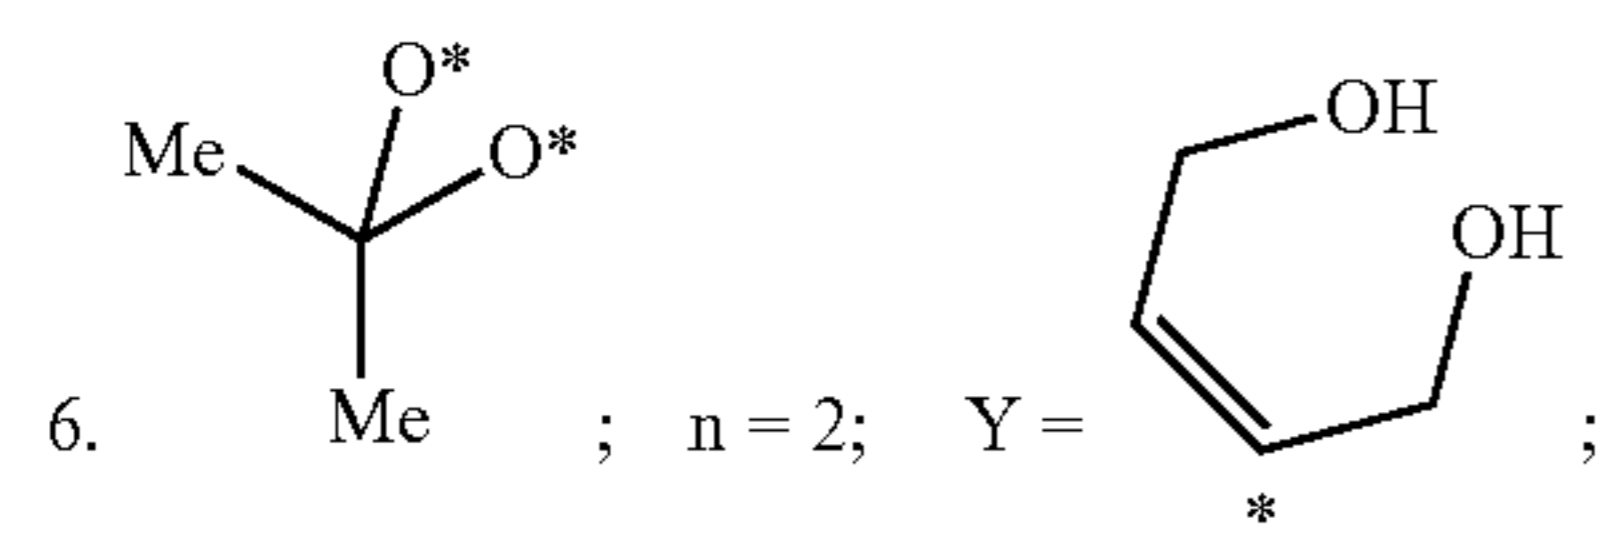 O*
Me O* OH
OH
6. Me ; n = 2; Y = ;
*